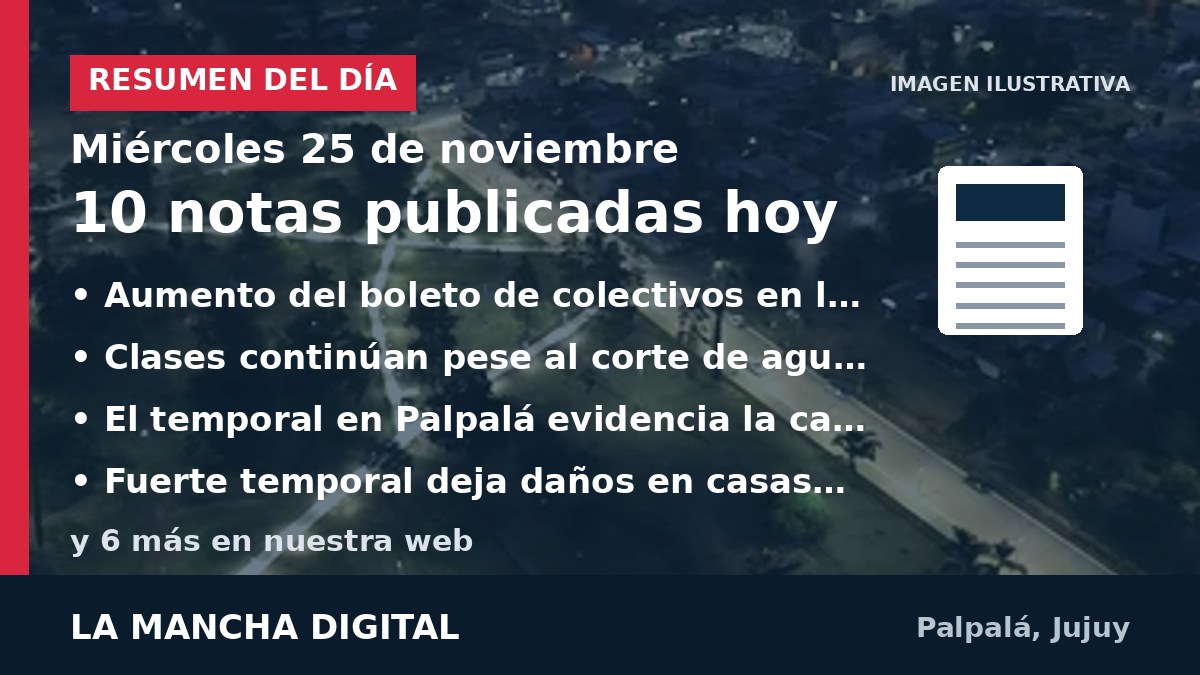 RESUMEN DEL DÍA
IMAGEN ILUSTRATIVA
Miércoles 25 de noviembre
10 notas publicadas hoy
• Aumento del boleto de colectivos en l...
• Clases continúan pese al corte de agu...
• El temporal en Palpalá evidencia la ca...
• Fuerte temporal deja daños en casas...
y 6 más en nuestra web
LA MANCHA DIGITAL
Palpalá, Jujuy